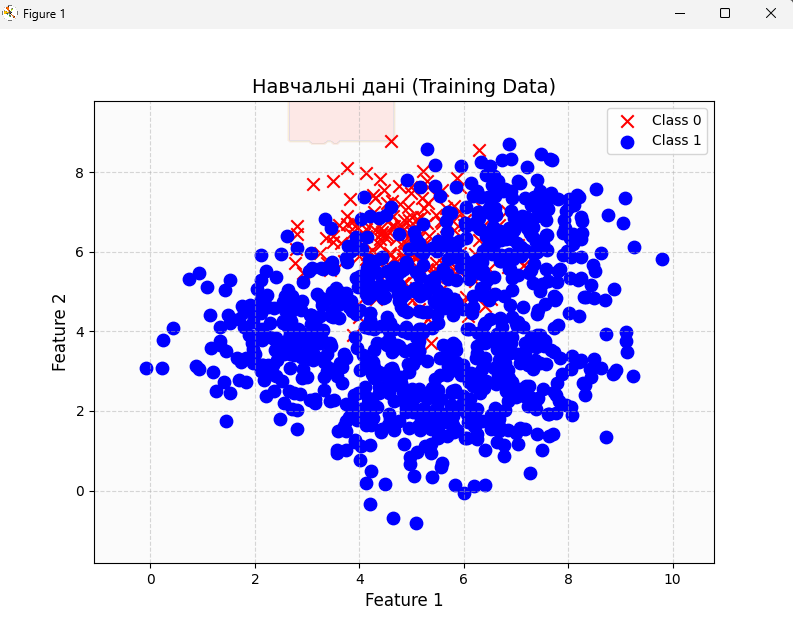 Figure 1
Навчальні дані (Training Data)
Class 0
Class 1
8
6
4
2
0
Feature 2
0 2 4 6 8 10
Feature 1